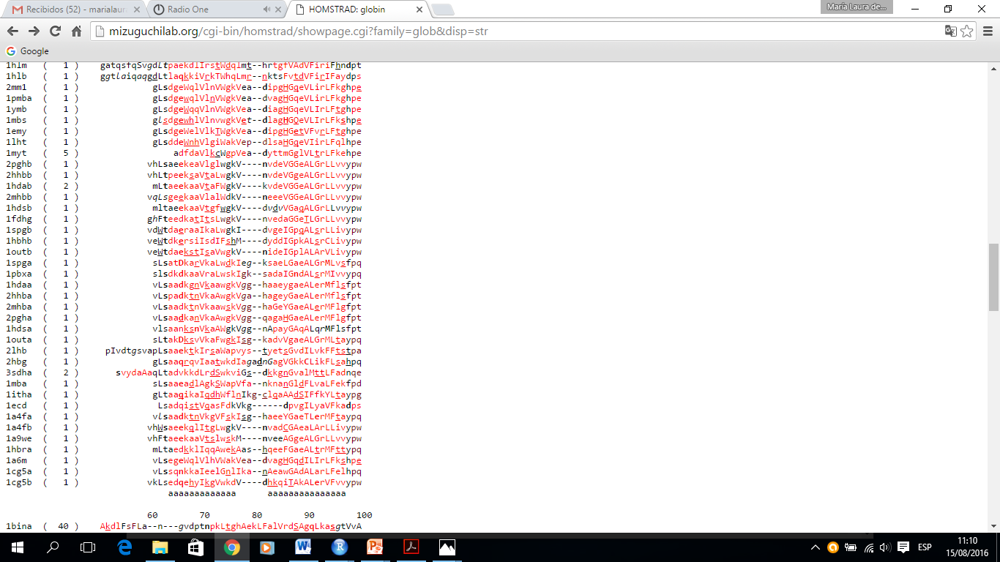 Recibidos (52) - marialaur
Radio One
HOMSTRAD: globin
María Laura de...
mizuguchilab.org/cgi-bin/homstrad/showpage.cgi?family=glob&disp=str
Google
1hlm ( 1 ) gatqsfqSvgdLtpaekdlIrstWdqlmt--hrtgfVAdVFiriFhndpt
1hlb ( 1 ) ggtlaiqaqgdLtlaqkkiVrkTWhqLmr--nktsFvtdVFirIFAydps
2mm1 ( 1 ) gLsdgeWqlVlnVWgkVea--dipgHGqeVLirLFkghpe
1pmba ( 1 ) gLsdgewqlVlnVWgkVea--dvagHGqeVLIrLFkghpe
1ymb ( 1 ) gLsdgeWqqVlnVWgkVea--diagHGqeVLIrLFtghpe
1mbs ( 1 ) glsdgewhlVlnvwgkVet--dlagHGQeVLIrLFkshpe
1emy ( 1 ) gLsdgeWelVlkTWgkVea--dipgHGetVFvrLFtghpe
1lht ( 1 ) gLsddeWnhVlgiWakVep--dlsaHGqeVIirLFqlhpe
1myt ( 5 ) adfdaVlkcWgpVea--dyttmGglVLtrLFkehpe
2pghb ( 1 ) vhLsaeekeaVlglwgkV----nvdeVGGeALGrLLvvypw
2hhbb ( 1 ) vhLtpeeksaVtaLwgkV----nvdeVGgeALGrLLvvypw
1hdab ( 2 ) mLtaeekaaVtaFWgkV----kvdeVGGeALGrLLvvypw
2mhbb ( 1 ) vqLsgeekaaVlalWdkV----neeeVGGeALGrLLvvypw
1hdsb ( 1 ) mltaeekaaVtgfwgkV----dvdvVGaqALGrLLvvypw
1fdhg ( 1 ) ghFteedkatItsLwgkV----nvedaGGeTLGrLLvvypw
1spgb ( 1 ) vdWtdaeraaIkaLwgkI----dvgeIGpqALsrLLivypw
1hbhb ( 1 ) veWtdkersiIsdIFshM----dyddIGpkALsrCLivypw
1outb ( 1 ) veWtdaekstIsaVwgkV----nideIGplALArVLivypw
1spga ( 1 ) sLsatDkarVkaLWdkIeg--ksaeLGaeALGrMLvsfpq
1pbxa ( 1 ) slsdkdkaaVraLwskIgk--sadaIGndALsrMIvvypq
1hdaa ( 1 ) vLsaadkgnVkaawgkVgg--haaeygaeALerMflsfpt
2hhba ( 1 ) vLspadktnVkaAwgkVga--hageyGaeALerMflsfpt
2mhba ( 1 ) vLsaadktnVkaawskVgg--haGeYGaeALerMFlgfpt
2pgha ( 1 ) vLsaadkanVkaAwgkVgg--qagaHGaeALerMFlgfpt
1hdsa ( 1 ) vlsaanksnVkaAWgkVgg--nApayGAqALqrMFlsfpt
1outa ( 1 ) sLtakDksvVkaFwgkIsg--kadvVgaeALGrMLtaypq
2lhb ( 1 ) pIvdtgsvapLsaaektkIrsaWapvys--tyetsGvdILvkFFtstpa
2hbg ( 1 ) gLsaaqrqvIaatwkdIagadnGagVGkkCLikFLsahpq
3sdha ( 2 ) svydaAaqLtadvkkdLrdSWkviGs--dkkgnGvalMttLFadnqe
1mba ( 1 ) sLsaaeadlAgkSWapVfa--nknanGldFLvaLFekfpd
1itha ( 1 ) gLtaaqikaIqdhWflnIkg-clqaAAdSIFfkYLtaypg
1ecd ( 1 ) LsadqistVqasFdkVkg------dpvgILyaVFkadps
1a4fa ( 1 ) vlsaadktnVkgVFskIsg--haeeYGaeTLerMFtaypq
1a4fb ( 1 ) vhWsaeekqlItgLwgkV----nvadCGAeaLArLLivypw
1a9we ( 1 ) vhFtaeekaaVtslwskM----nveeAGgeALGrLLvvypw
1hbra ( 1 ) mLtaedkklIqqAwekAas--hqeeFGaeALtrMFttypq
1a6m ( 1 ) vLsegeWqLVlhVWakVea--dvagHGqdILIrLFkshpe
1cg5a ( 1 ) vLssqnkkaIeelGnlIka--nAeawGAdALarLFelhpq
1cg5b ( 1 ) vkLsedqehyIkgVwkdV----dhkqiTAkALerVFvvypw
aaaaaaaaaaaaa aaaaaaaaaaaaaaa
60 70 80 90 100
1bina ( 40 ) AkdlFsFLa--n---gvdptnpkLtghAekLFalVrdSAgqLkasgtVvA
ESP
11:10
15/08/2016